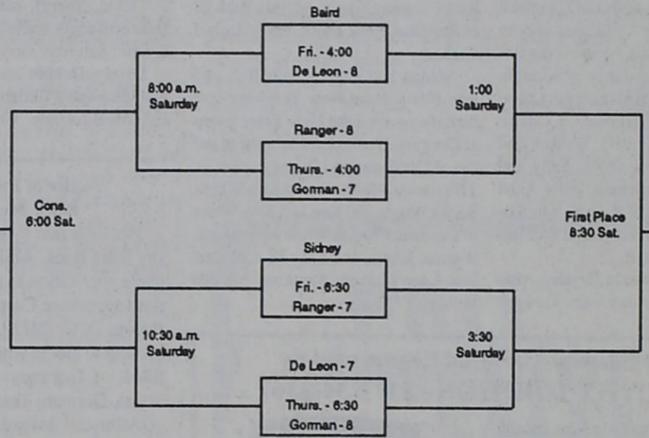 Baird
Fri. - 4:00
De Leon - 8
8:00 a.m.
Saturday
1:00
Saturday
Ranger - 8
Thurs. - 4:00
Gorman - 7
Cons.
6:00 Sat.
First Place
8:30 Sat.
Sidney
Fri. - 6:30
Ranger - 7
10:30 a.m.
Saturday
3:30
Saturday
De Leon - 7
Thurs. - 6:30
Gorman - 8